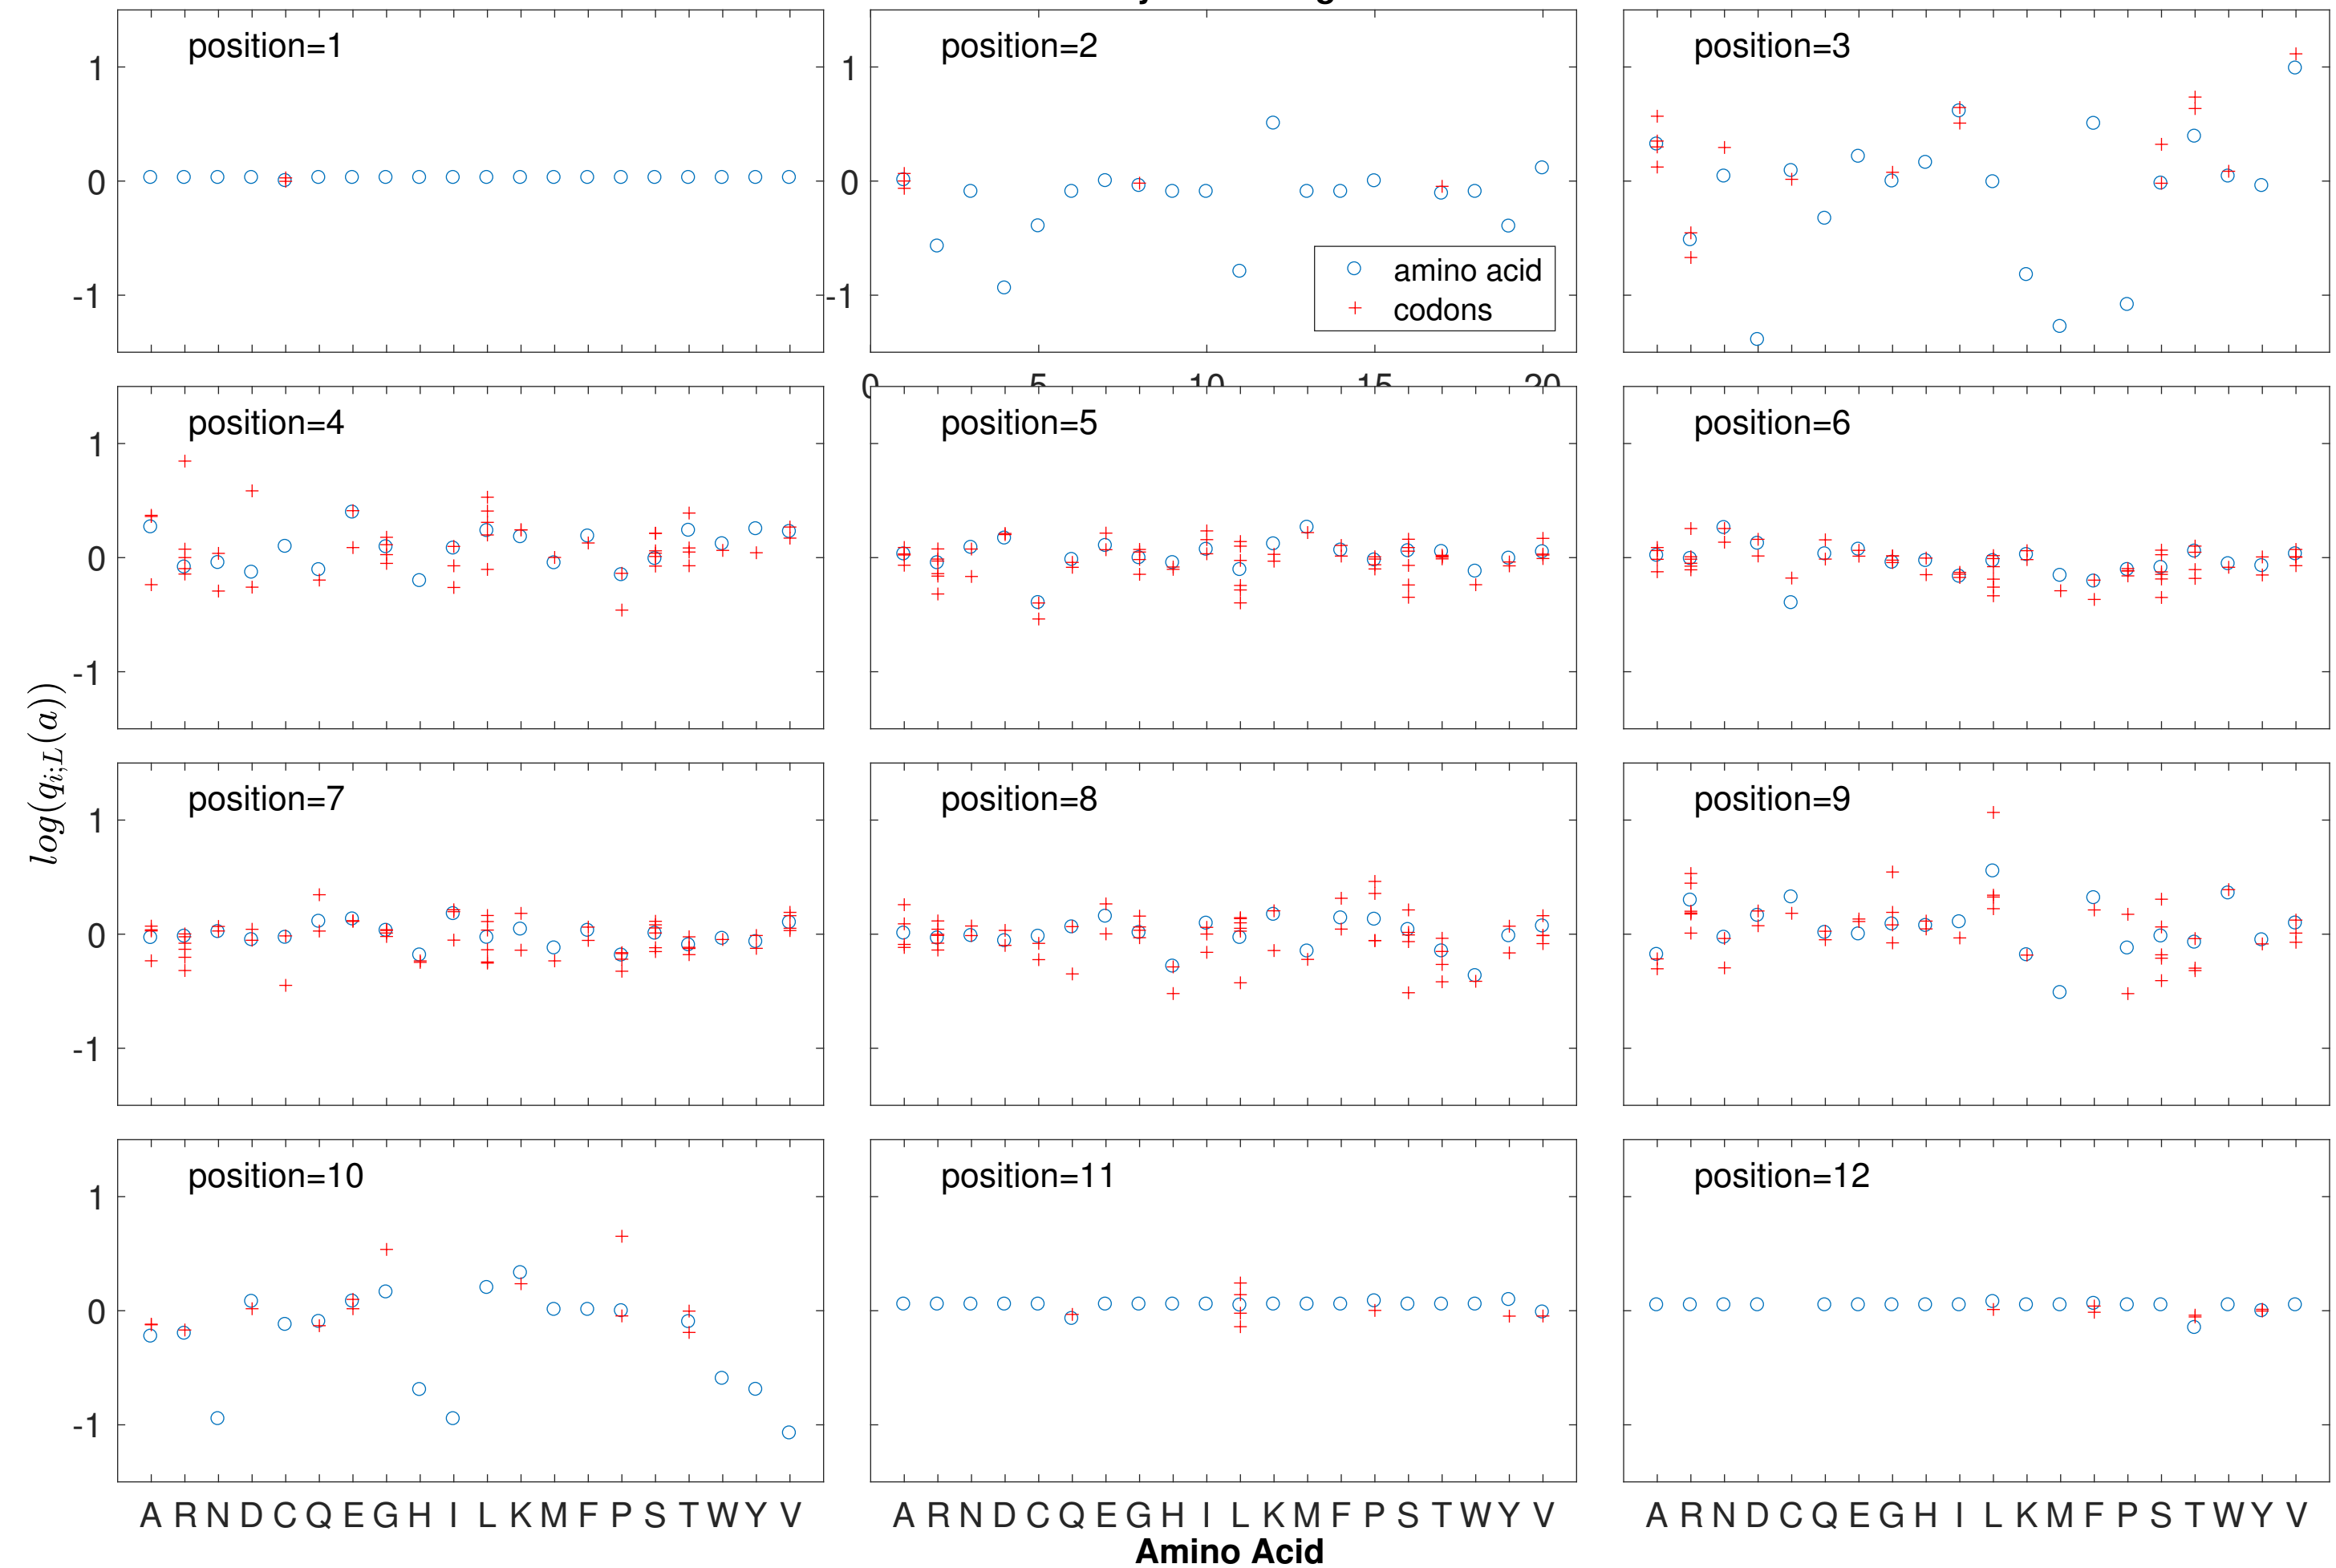 position=1
position=2
position=3
1
0
-1
1
0
-1
amino acid
codons
0 5 10 15 20
position=4
position=5
position=6
1
0
-1
position=7
position=8
position=9
1
0
-1
log(q_{i;L}(a))
position=10
position=11
position=12
1
0
-1
A R N D C Q E G H I L K M F P S T W Y V
A R N D C Q E G H I L K M F P S T W Y V
A R N D C Q E G H I L K M F P S T W Y V
Amino Acid